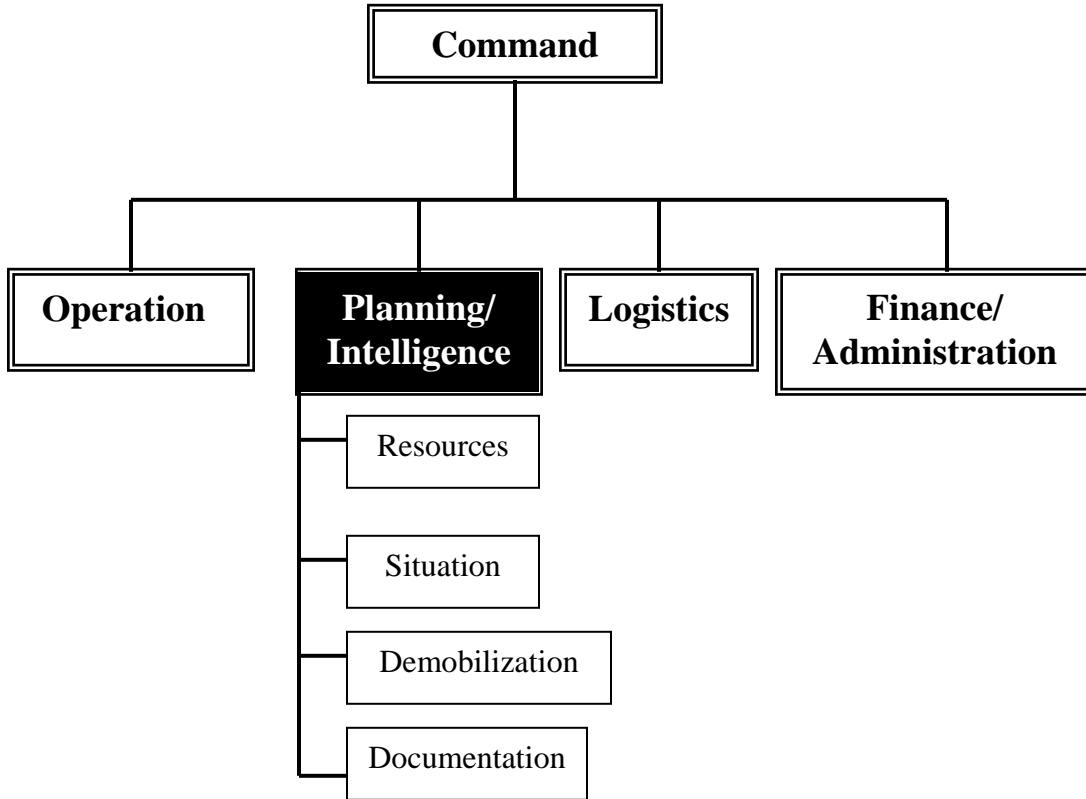 Command
Operation
Planning/
Intelligence
Logistics
Finance/
Administration
Resources
Situation
Demobilization
Documentation